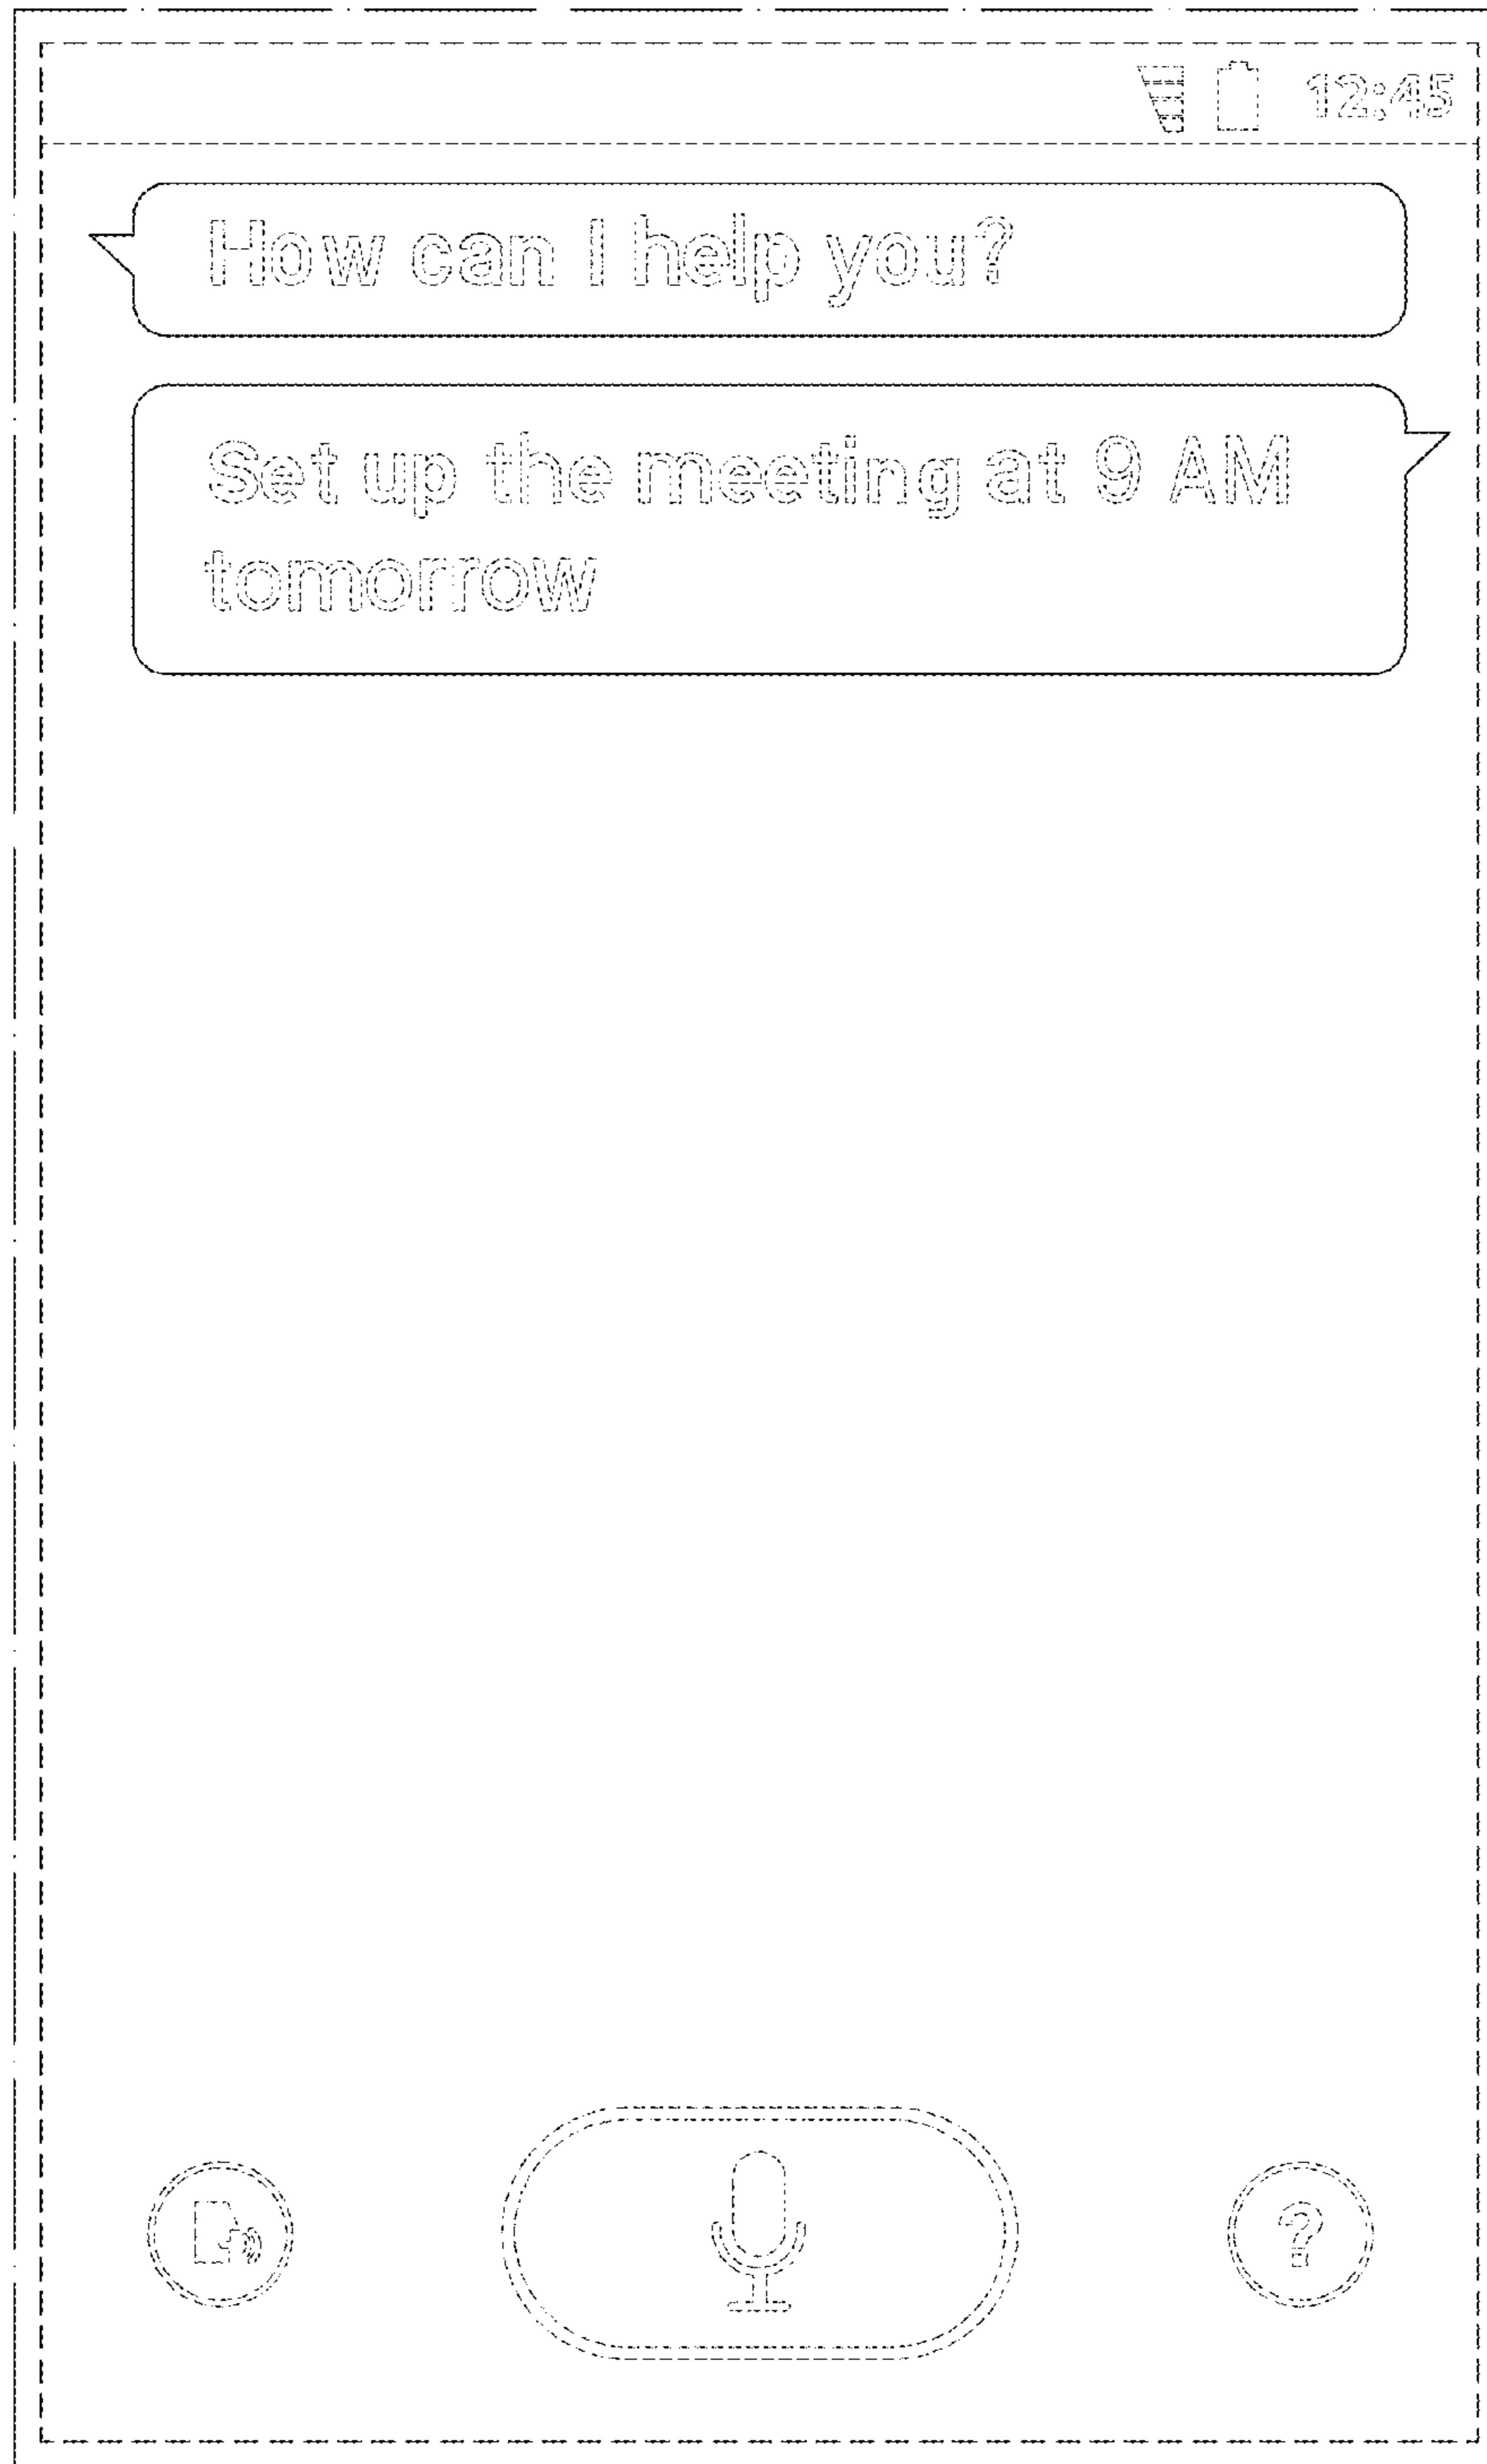 12:45
How can I help you?
Set up the meeting at 9 AM
tomorrow
?